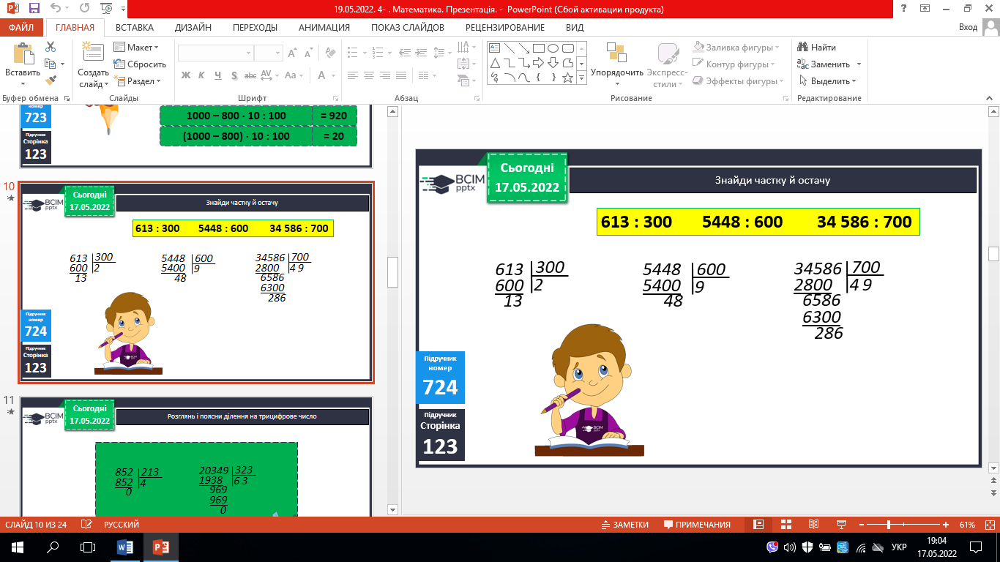 19.05.2022. 4- . Математика. Презентація. - PowerPoint (Сбой активации продукта)
ФАЙЛ ГЛАВНАЯ ВСТАВКА ДИЗАЙН ПЕРЕХОДЫ АНИМАЦИЯ ПОКАЗ СЛАЙДОВ РЕЦЕНЗИРОВАНИЕ ВИД Вход
Вставить
Буфер обмена
Создать слайд
Макет
Сбросить
Раздел
Слайды
Ж К Ч S abc AV Aa А
Шрифт
Абзац
Упорядочить
Экспресс-стили
Заливка фигуры
Контур фигуры
Эффекты фигуры
Рисование
Найти
Заменить
Выделить
Редактирование
номер
723
Підручник
Сторінка
123
1000 – 800 · 10 : 100 = 920
(1000 – 800) · 10 : 100 = 20
10
ВСІМ pptx
Сьогодні
17.05.2022
Знайди частку й остачу
613 : 300 5448 : 600 34 586 : 700
613 300
600 2
13
5448 600
5400 9
48
34586 700
2800 4 9
6586
6300
286
Підручник
номер
724
Підручник
Сторінка
123
11
ВСІМ pptx
Сьогодні
17.05.2022
Розглянь і поясни ділення на трицифрове число
852 213
852 4
0
20349 323
1938 6 3
969
969
0
ВСІМ pptx
Сьогодні
17.05.2022
Знайди частку й остачу
613 : 300 5448 : 600 34 586 : 700
613 300
600 2
13
5448 600
5400 9
48
34586 700
2800 4 9
6586
6300
286
Підручник
номер
724
Підручник
Сторінка
123
ВСІМ
pptx
СЛАЙД 10 ИЗ 24 РУССКИЙ ЗАМЕТКИ ПРИМЕЧАНИЯ 61%
УКР
19:04
17.05.2022